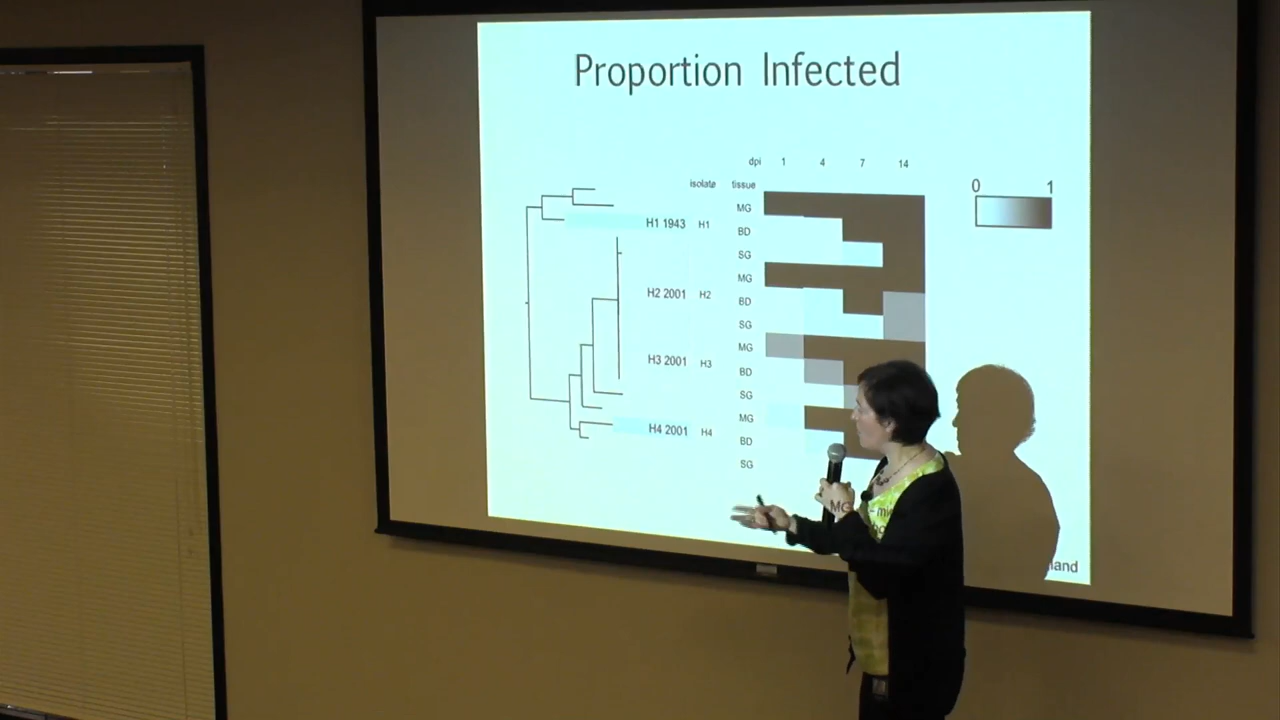 Proportion Infected
dpi 1 4 7 14
isolate tissue
0 1
MG
H1 1943 H1 BD
SG
MG
H2 2001 H2 BD
SG
MG
H3 2001 H3 BD
SG
MG
H4 2001 H4 BD
SG
MG